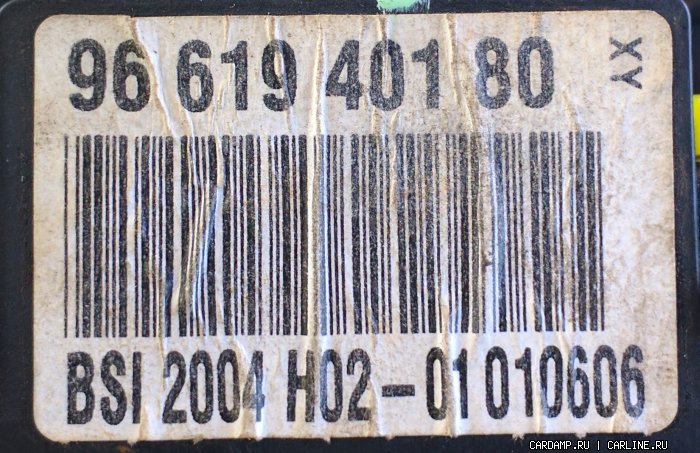 96 619 401 80
XY
BSI 2004 H02-01 010606
CARDAMP.RU | CARLINE.RU